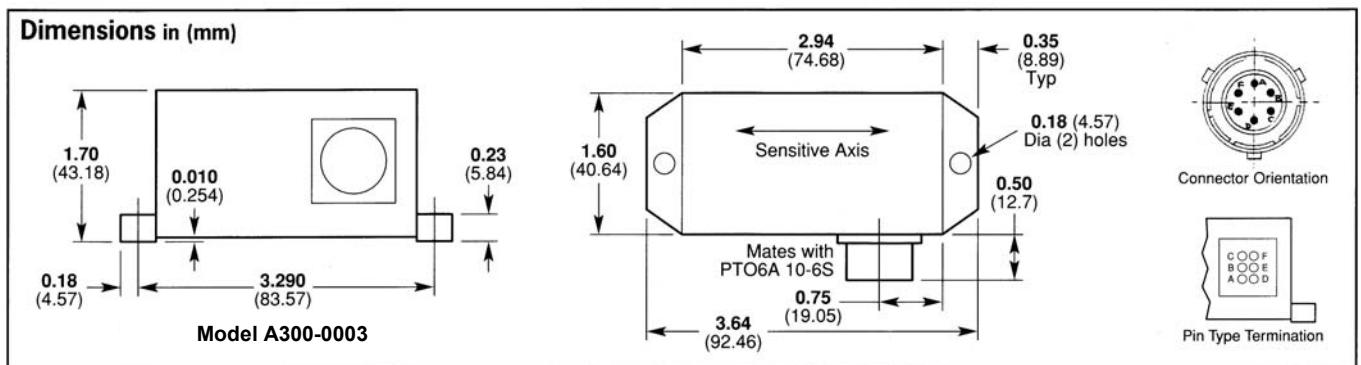 Dimensions in (mm)
1.70
(43.18)
0.010
(0.254)
0.23
(5.84)
0.18
(4.57)
3.290
(83.57)
Model A300-0003
2.94
(74.68)
0.35
(8.89)
Typ
1.60
(40.64)
Sensitive Axis
0.18 (4.57)
Dia (2) holes
0.50
(12.7)
Mates with
PTO6A 10-6S
0.75
(19.05)
3.64
(92.46)
F A
E B
D C
Connector Orientation
C F
B E
A D
Pin Type Termination